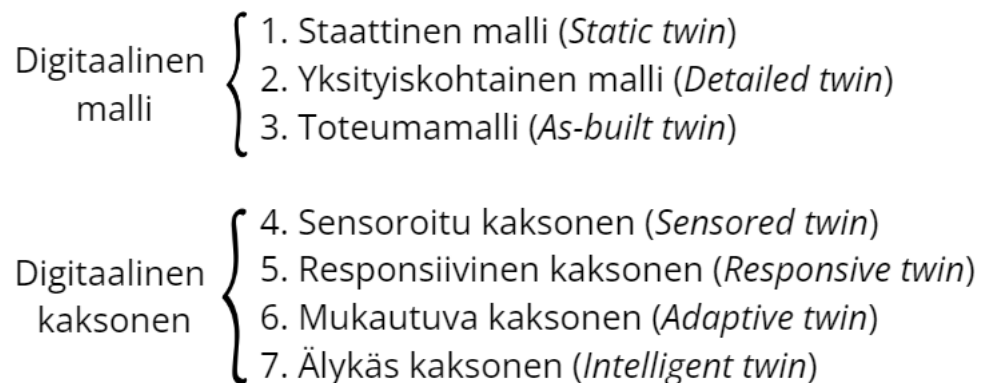 Digitaalinen
malli
1. Staattinen malli (Static twin)
2. Yksityiskohtainen malli (Detailed twin)
3. Toteumamalli (As-built twin)
Digitaalinen
kaksonen
4. Sensoroitu kaksonen (Sensored twin)
5. Responsiivinen kaksonen (Responsive twin)
6. Mukautuva kaksonen (Adaptive twin)
7. Älykäs kaksonen (Intelligent twin)